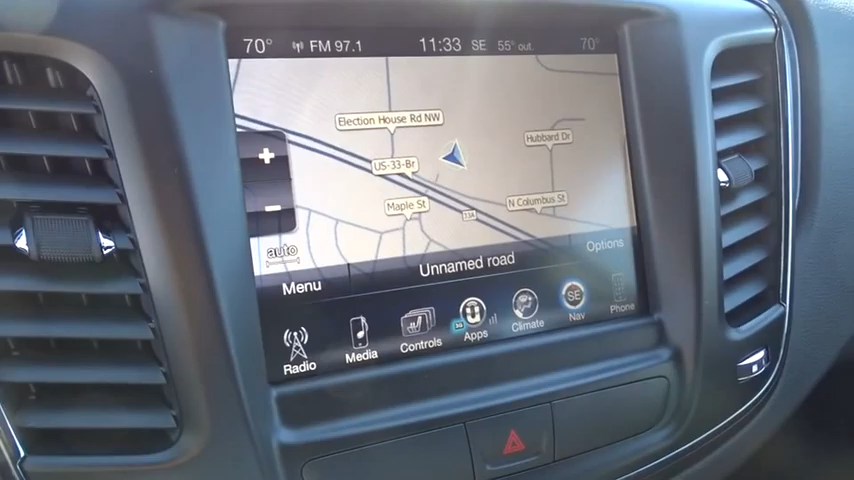 70° FM 97.1 11:33 SE 55° out. 70°
Election House Rd NW
Hubbard Dr
+
US-33-Br
-
Maple St
N Columbus St
33A
auto
Options
Unnamed road
Menu
Radio
Media
Controls
3G
Apps
Climate
SE
Nav
Phone